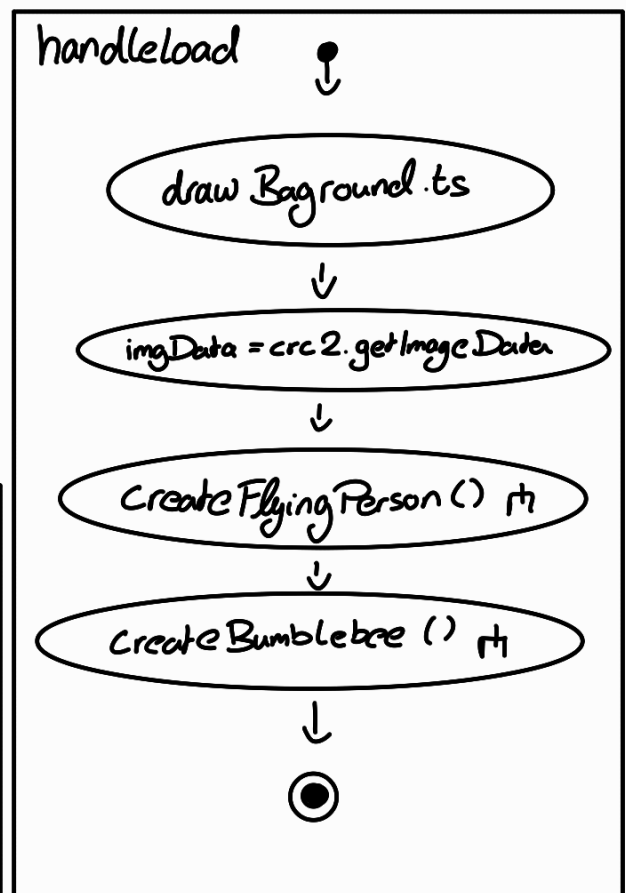 handleload
draw Baground.ts
imgData = crc2.getImageData
createFlyingPerson()
createBumblebee ()